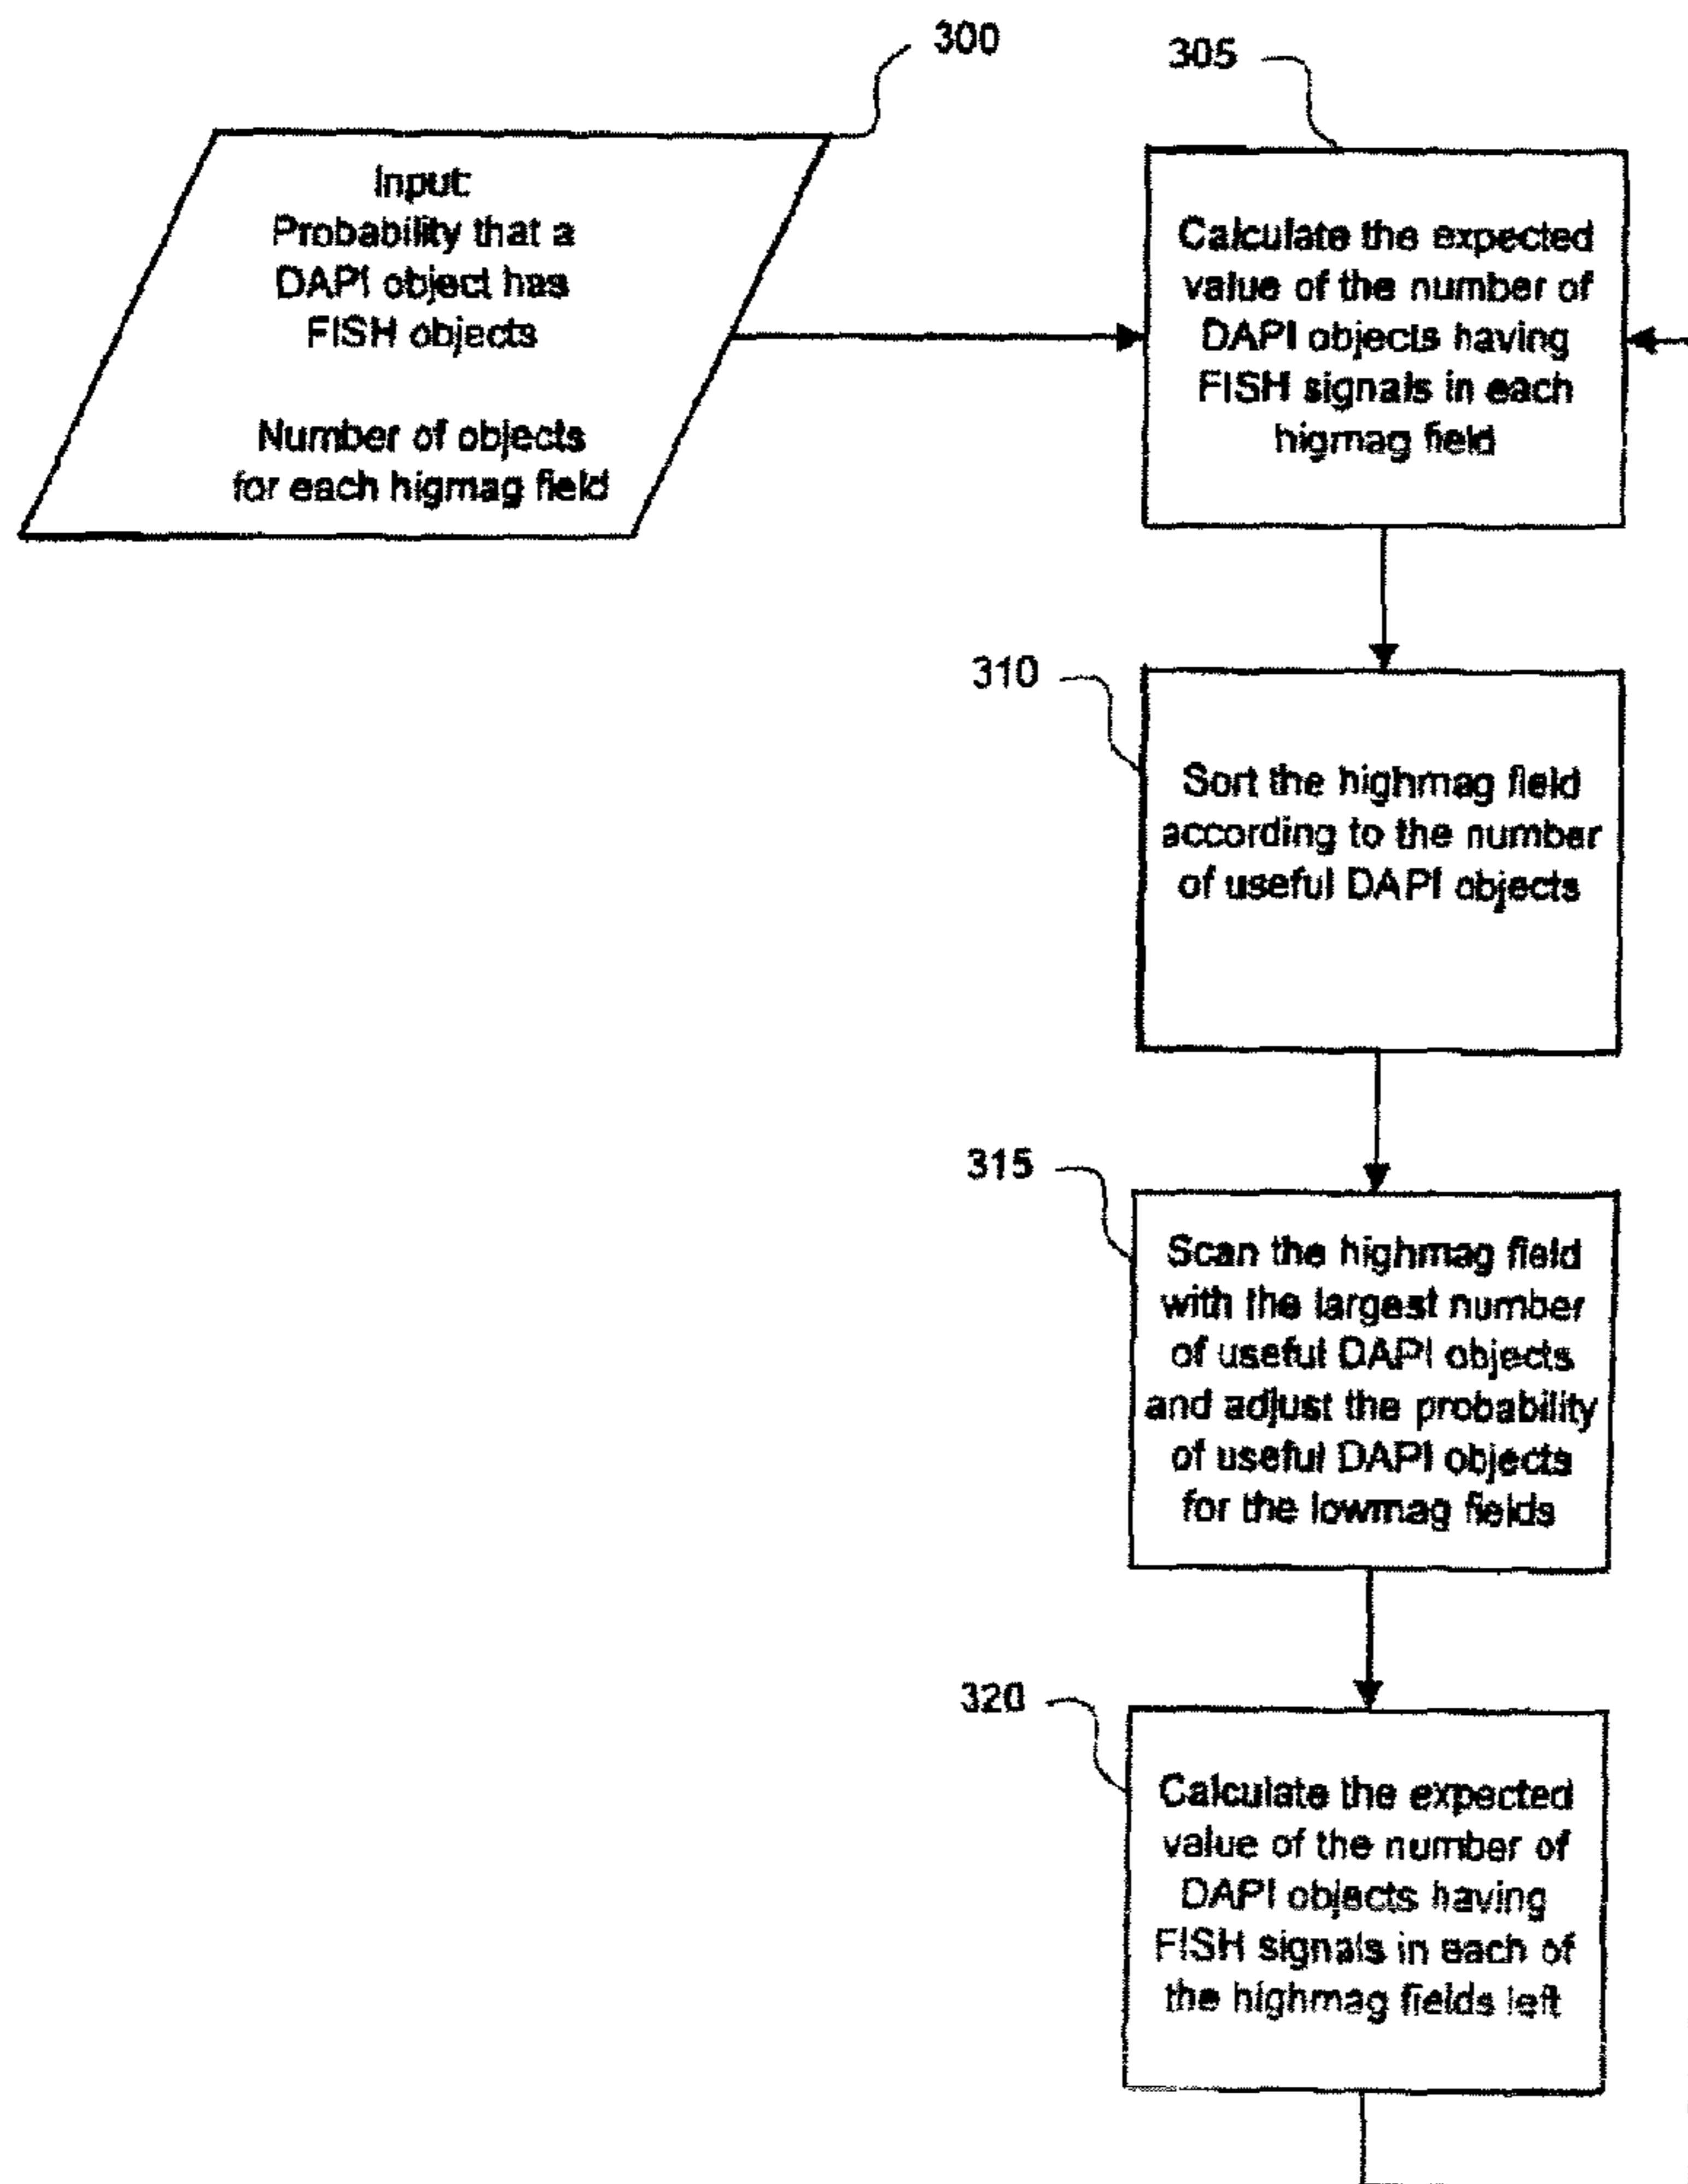 300
305
Input:
Probability that a
DAPI object has
FISH objects
Number of objects
for each higmag field
Calculate the expected
value of the number of
DAPI objects having
FISH signals in each
higmag field
310
Sort the highmag field
according to the number
of useful DAPI objects
315
Scan the highmag field
with the largest number
of useful DAPI objects
and adjust the probability
of useful DAPI objects
for the lowmag fields
320
Calculate the expected
value of the number of
DAPI objects having
FISH signals in each of
the highmag fields left